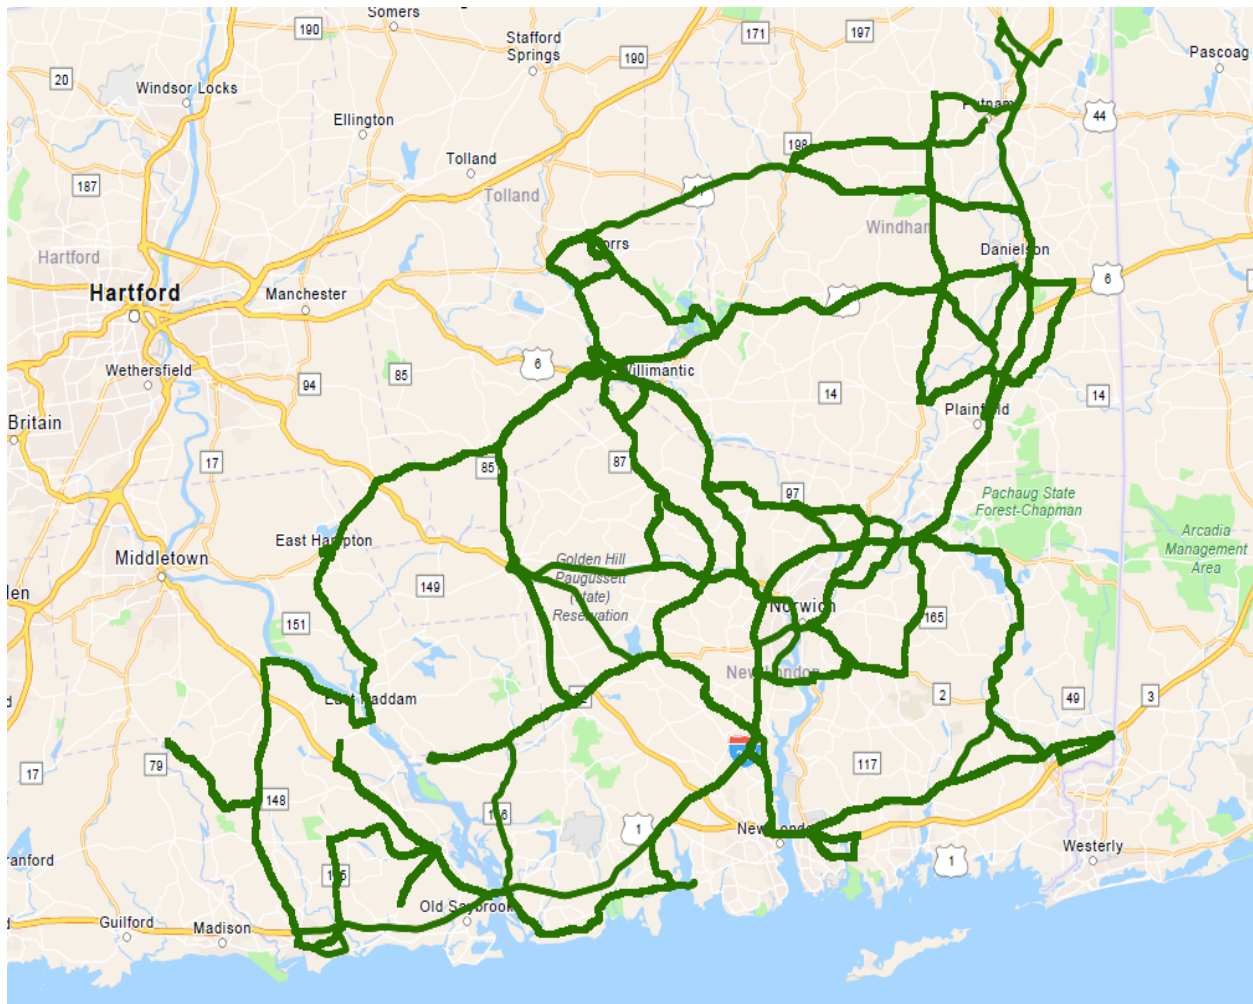 Somers
190
Stafford
Springs
171
197
190
Pascoag
20
Windsor Locks
Ellington
44
198
Tolland
187
Tolland
Windham
Hartford
Danielson
Hartford
Manchester
6
6
Wethersfield
94
85
14
14
Britain
Plainfield
17
85
87
97
Pachaug State
Forest-Chapman
Arcadia
Management
Area
East Hampton
Middletown
Golden Hill
Paugussett
(State)
Reservation
149
151
Norwich
165
New London
East Haddam
2
49
3
79
17
117
148
1
New London
Westerly
1
Old Saybrook
Guilford
Madison